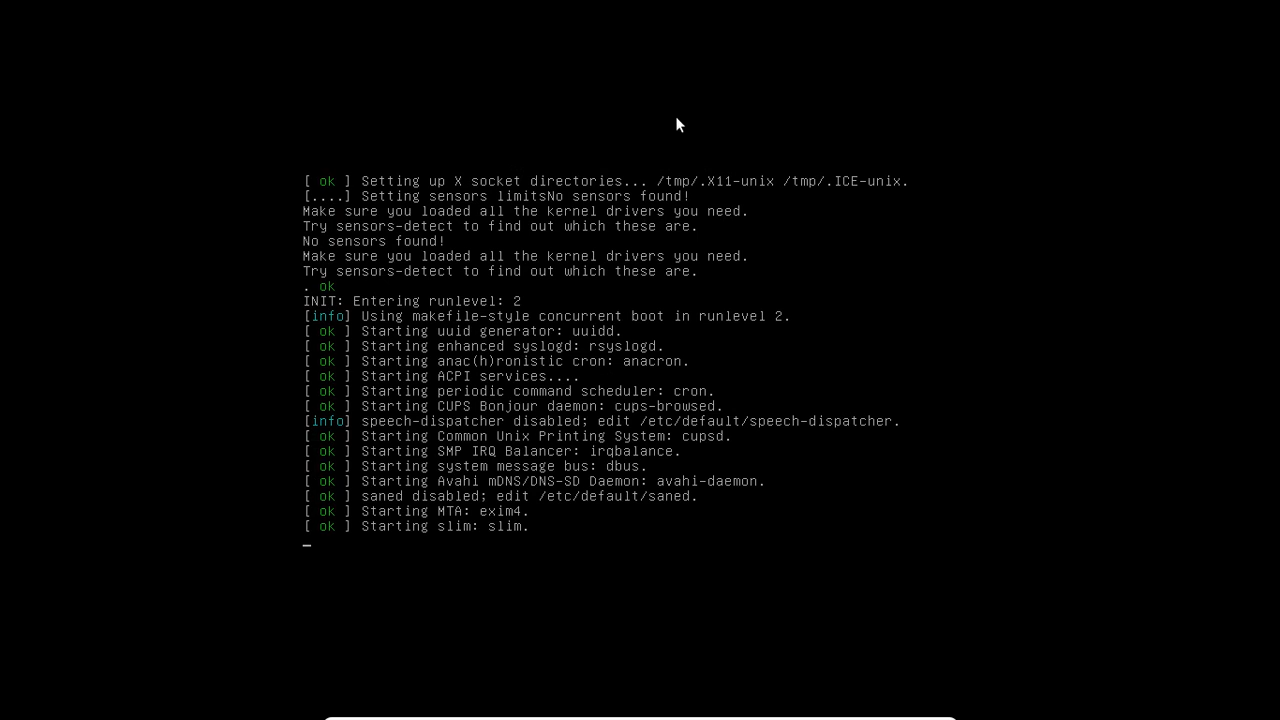 [ ok ] Setting up X socket directories... /tmp/.X11-unix /tmp/.ICE-unix.
[....] Setting sensors limitsNo sensors found!
Make sure you loaded all the kernel drivers you need.
Try sensors-detect to find out which these are.
No sensors found!
Make sure you loaded all the kernel drivers you need.
Try sensors-detect to find out which these are.
. ok
INIT: Entering runlevel: 2
[info] Using makefile-style concurrent boot in runlevel 2.
[ ok ] Starting uuid generator: uuidd.
[ ok ] Starting enhanced syslogd: rsyslogd.
[ ok ] Starting anac(h)ronistic cron: anacron.
[ ok ] Starting ACPI services....
[ ok ] Starting periodic command scheduler: cron.
[ ok ] Starting CUPS Bonjour daemon: cups-browsed.
[info] speech-dispatcher disabled; edit /etc/default/speech-dispatcher.
[ ok ] Starting Common Unix Printing System: cupsd.
[ ok ] Starting SMP IRQ Balancer: irqbalance.
[ ok ] Starting system message bus: dbus.
[ ok ] Starting Avahi mDNS/DNS-SD Daemon: avahi-daemon.
[ ok ] saned disabled; edit /etc/default/saned.
[ ok ] Starting MTA: exim4.
[ ok ] Starting slim: slim.